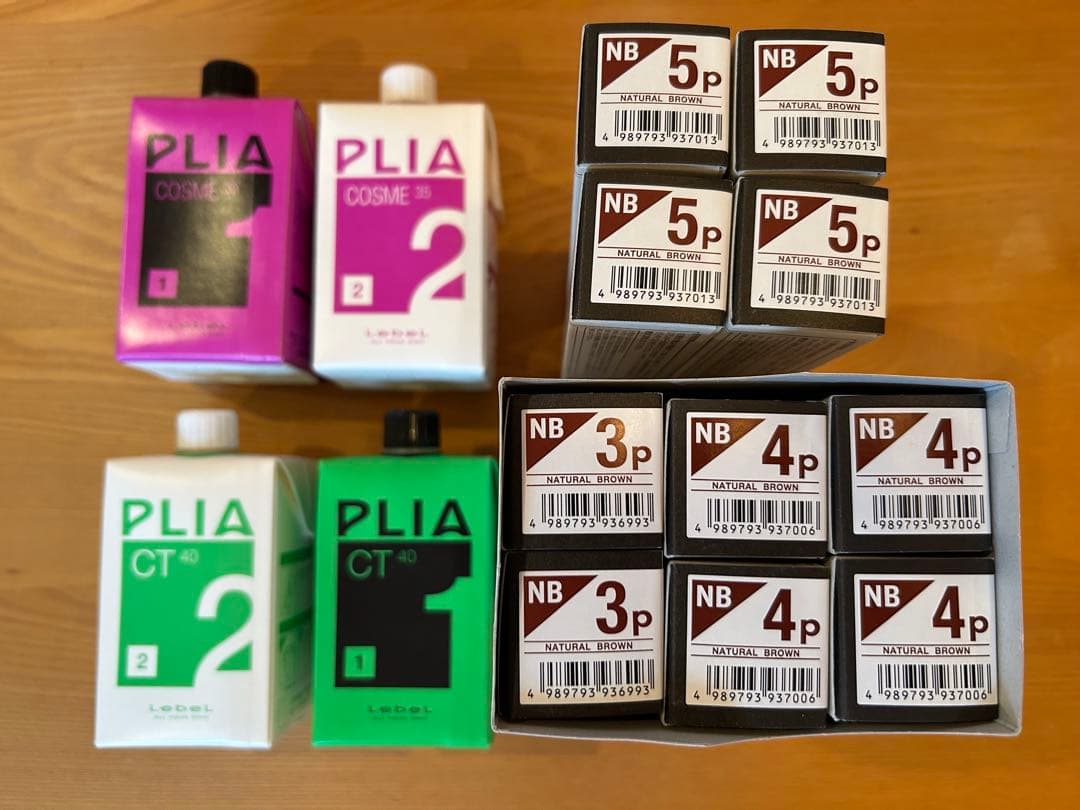 PLIA
COSME
1
1
PLIA
COSME 35
2
2
LebeL
NB 5p
NATURAL BROWN
4 989793 937013
NB 5p
NATURAL BROWN
4 989793 937013
NB 5p
NATURAL BROWN
4 989793 937013
NB 5p
NATURAL BROWN
4 989793 937013
PLIA
CT 40
2
2
LebeL
PLIA
CT 40
1
1
LebeL
NB 3p
NATURAL BROWN
4 989793 936993
NB 4p
NATURAL BROWN
4 989793 937006
NB 4p
NATURAL BROWN
4 989793 937006
NB 3p
NATURAL BROWN
4 989793 936993
NB 4p
NATURAL BROWN
4 989793 937006
NB 4p
NATURAL BROWN
4 989793 937006